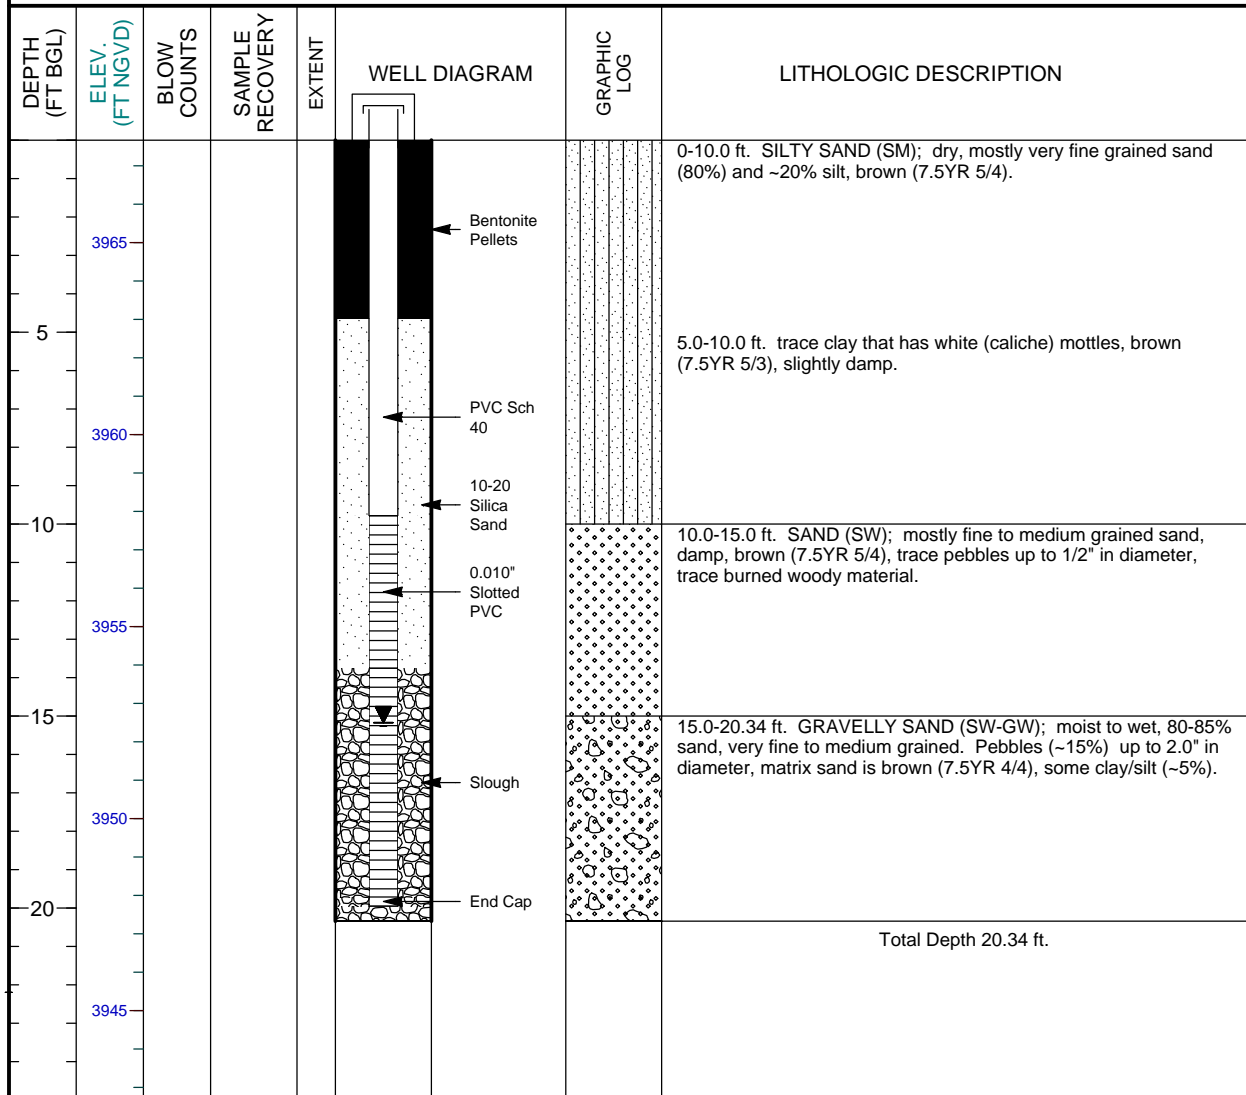 DEPTH
(FT BGL)
ELEV.
(FT NGVD)
BLOW
COUNTS
SAMPLE
RECOVERY
EXTENT
WELL DIAGRAM
GRAPHIC
LOG
LITHOLOGIC DESCRIPTION
0-10.0 ft. SILTY SAND (SM); dry, mostly very fine grained sand
(80%) and ~20% silt, brown (7.5YR 5/4).
Bentonite
Pellets
3965
5
5.0-10.0 ft. trace clay that has white (caliche) mottles, brown
(7.5YR 5/3), slightly damp.
PVC Sch
40
3960
10-20
Silica
Sand
10
10.0-15.0 ft. SAND (SW); mostly fine to medium grained sand,
damp, brown (7.5YR 5/4), trace pebbles up to 1/2" in diameter,
trace burned woody material.
0.010"
Slotted
PVC
3955
15
15.0-20.34 ft. GRAVELLY SAND (SW-GW); moist to wet, 80-85%
sand, very fine to medium grained. Pebbles (~15%) up to 2.0" in
diameter, matrix sand is brown (7.5YR 4/4), some clay/silt (~5%).
Slough
3950
End Cap
20
Total Depth 20.34 ft.
3945